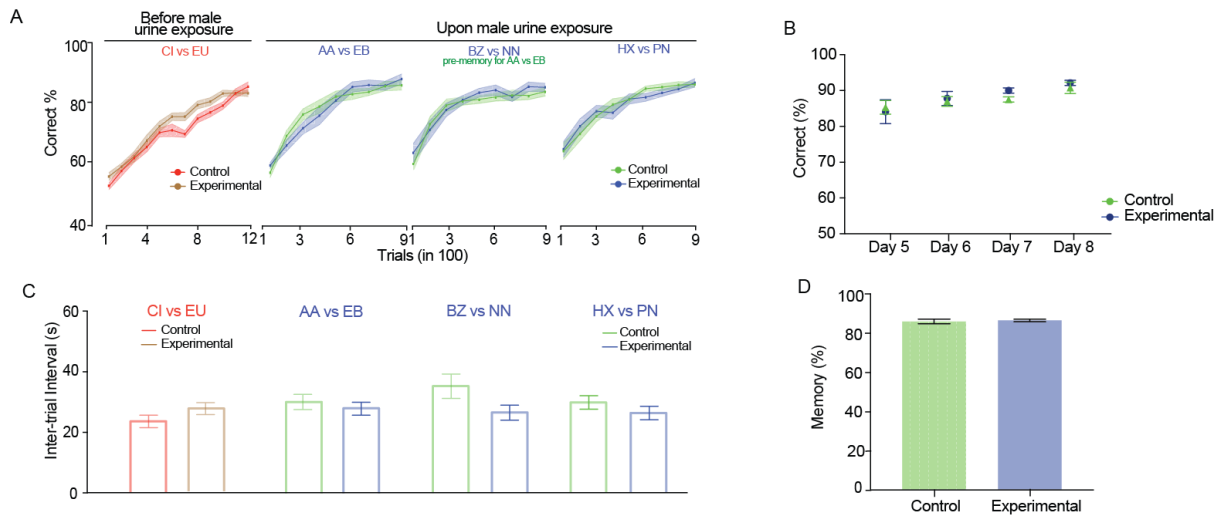 A
Before male
urine exposure
Upon male urine exposure
CI vs EU
AA vs EB
BZ vs NN
pre-memory for AA vs EB
HX vs PN
Correct %
100
80
60
40
Control
Experimental
Control
Experimental
1
4
8
12
1
3
6
9
1
3
6
9
1
3
6
9
Trials (in 100)
B
Correct (%)
100
90
80
70
60
50
Control
Experimental
Day 5
Day 6
Day 7
Day 8
C
CI vs EU
AA vs EB
BZ vs NN
HX vs PN
Control
Experimental
Control
Experimental
Inter-trial Interval (s)
60
40
20
0
D
Memory (%)
100
80
60
40
20
0
Control
Experimental